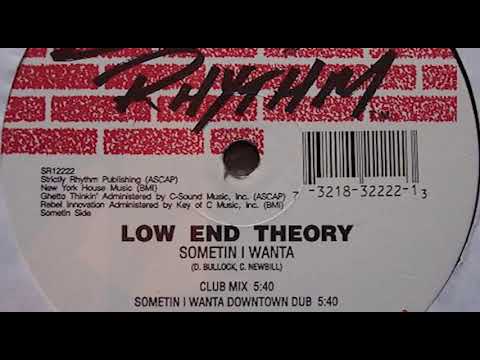 RHYTHM.
SR12222
Strictly Rhythm Publishing (ASCAP)
New York House Music (BMI)
Ghetto Thinkin' Administered by C-Sound Music, Inc. (ASCAP)
Rebel Innovation Administered by Key of C Music, Inc. (BMI)
Sometin Side
7 -3218-32222-1 3
LOW END THEORY
SOMETIN I WANTA
(D. BULLOCK, C. NEWBILL)
CLUB MIX 5:40
SOMETIN I WANTA DOWNTOWN DUB 5:40